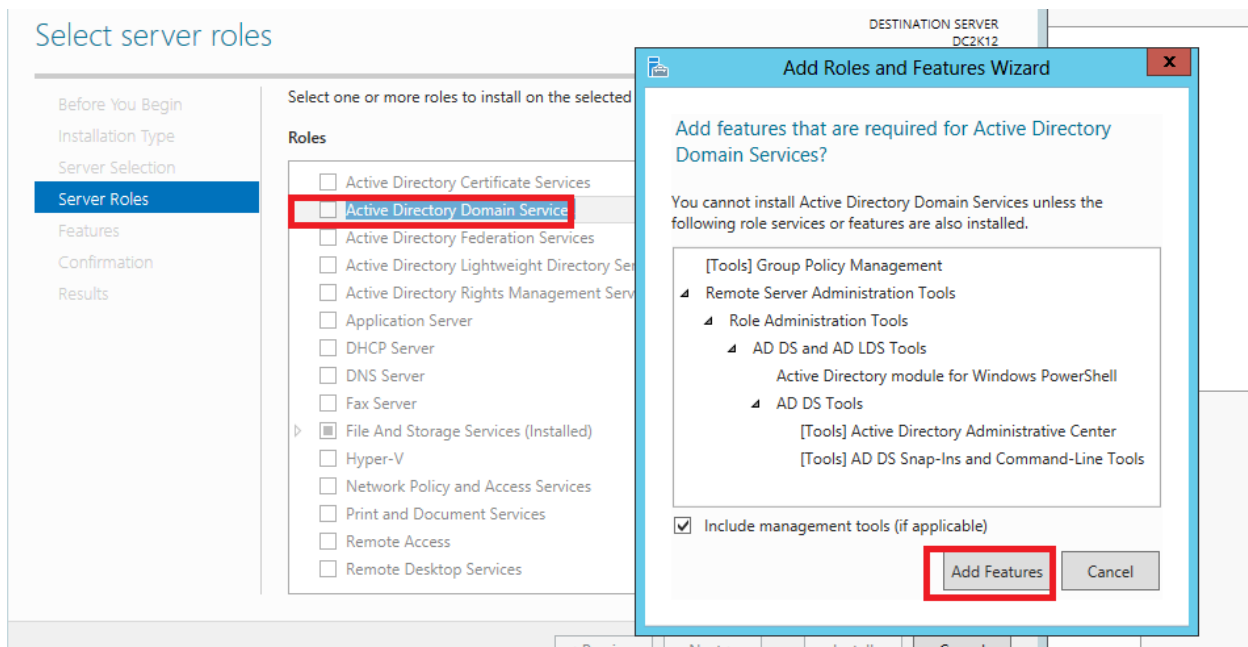 Select server roles
DESTINATION SERVER
DC2K12
Before You Begin
Installation Type
Server Selection
Server Roles
Features
Confirmation
Results
Select one or more roles to install on the selected
Roles
Active Directory Certificate Services
Active Directory Domain Service
Active Directory Federation Services
Active Directory Lightweight Directory Ser
Active Directory Rights Management Serv
Application Server
DHCP Server
DNS Server
Fax Server
File And Storage Services (Installed)
Hyper-V
Network Policy and Access Services
Print and Document Services
Remote Access
Remote Desktop Services
Add Roles and Features Wizard
x
Add features that are required for Active Directory
Domain Services?
You cannot install Active Directory Domain Services unless the
following role services or features are also installed.
[Tools] Group Policy Management
Remote Server Administration Tools
Role Administration Tools
AD DS and AD LDS Tools
Active Directory module for Windows PowerShell
AD DS Tools
[Tools] Active Directory Administrative Center
[Tools] AD DS Snap-Ins and Command-Line Tools
Include management tools (if applicable)
Add Features
Cancel